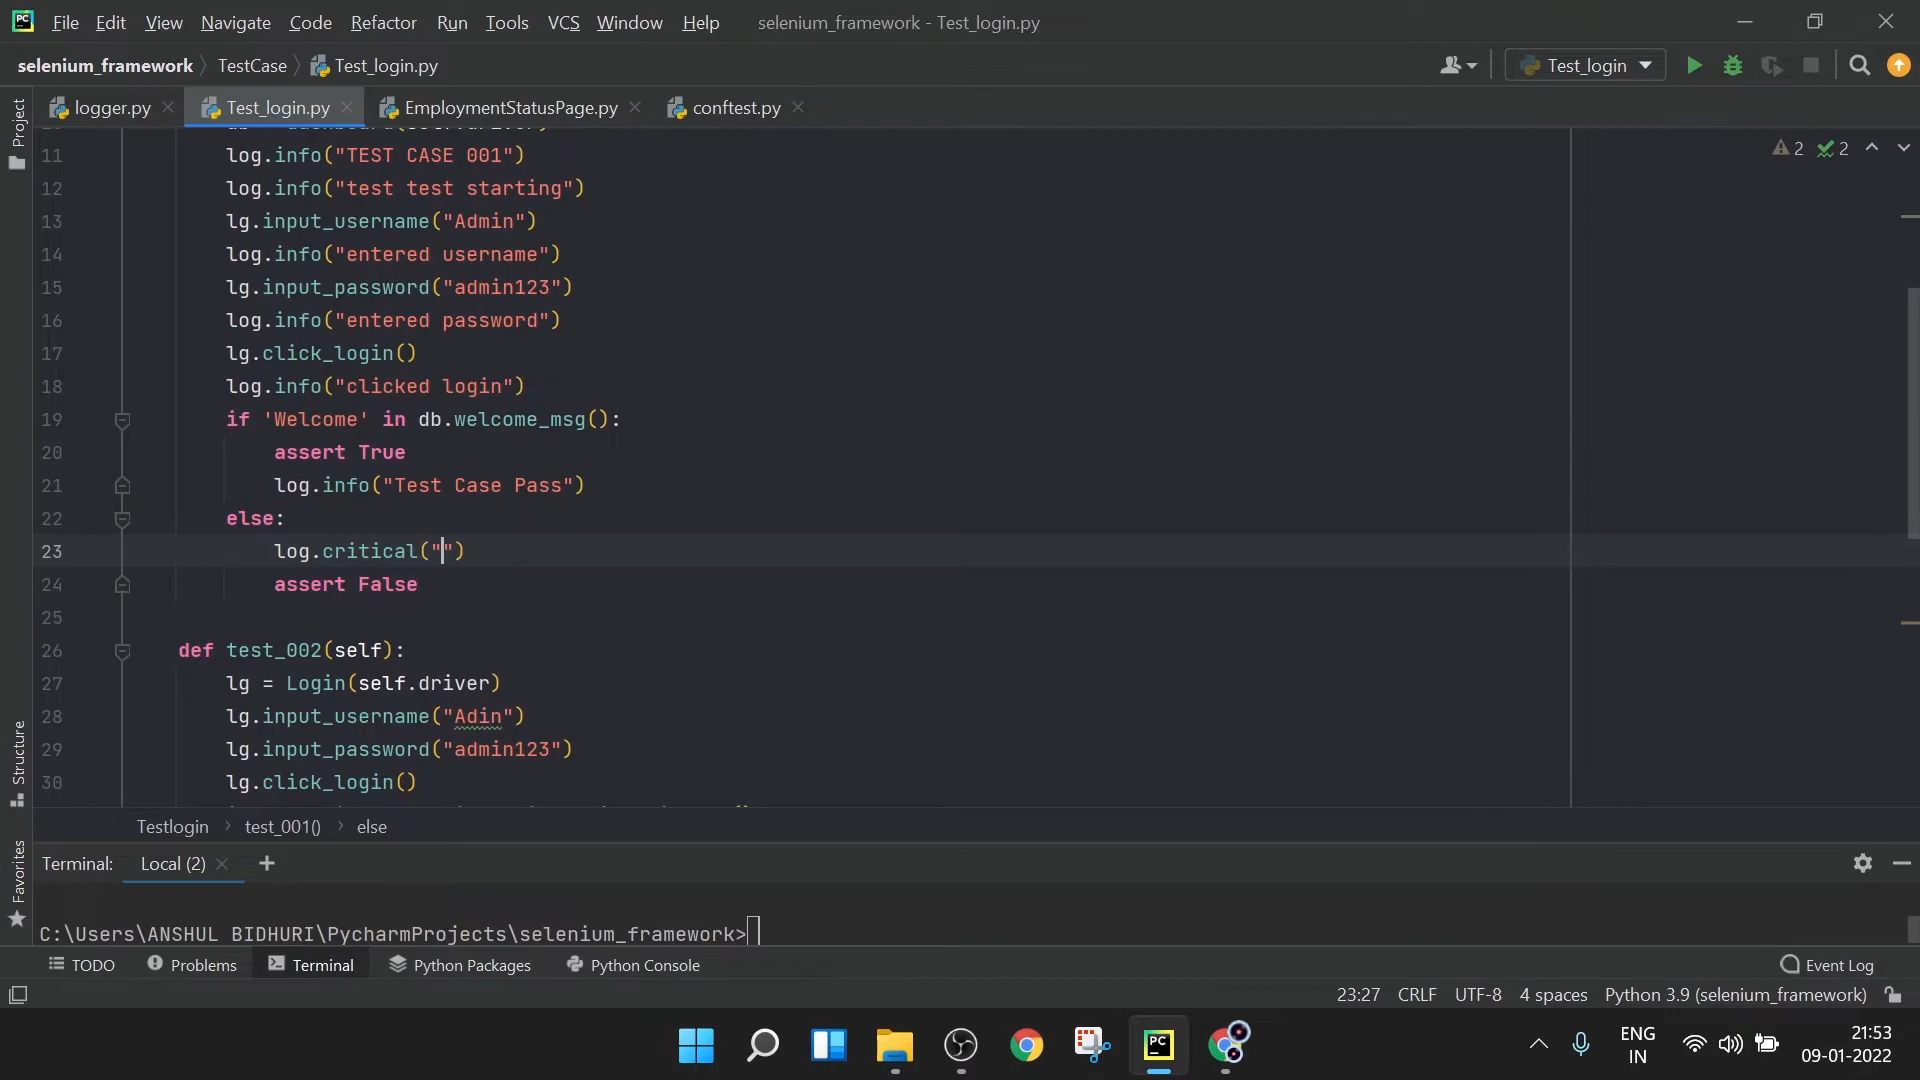 PC File Edit View Navigate Code Refactor Run Tools VCS Window Help selenium_framework - Test_login.py
selenium_framework TestCase Test_login.py Test_login
logger.py Test_login.py EmploymentStatusPage.py conftest.py
Project
11 log.info("TEST CASE 001")
2 2
12 log.info("test test starting")
13 lg.input_username("Admin")
14 log.info("entered username")
15 lg.input_password("admin123")
16 log.info("entered password")
17 lg.click_login()
18 log.info("clicked login")
19 if 'Welcome' in db.welcome_msg():
20 assert True
21 log.info("Test Case Pass")
22 else:
23 log.critical("")
24 assert False
25
26 def test_002(self):
27 lg = Login(self.driver)
28 lg.input_username("Adin")
29 lg.input_password("admin123")
30 lg.click_login()
Structure
Testlogin test_001() else
Favorites
Terminal: Local (2) +
C:\Users\ANSHUL BIDHURI\PycharmProjects\selenium_framework>
TODO Problems Terminal Python Packages Python Console Event Log
23:27 CRLF UTF-8 4 spaces Python 3.9 (selenium_framework)
PC
ENG
IN
21:53
09-01-2022